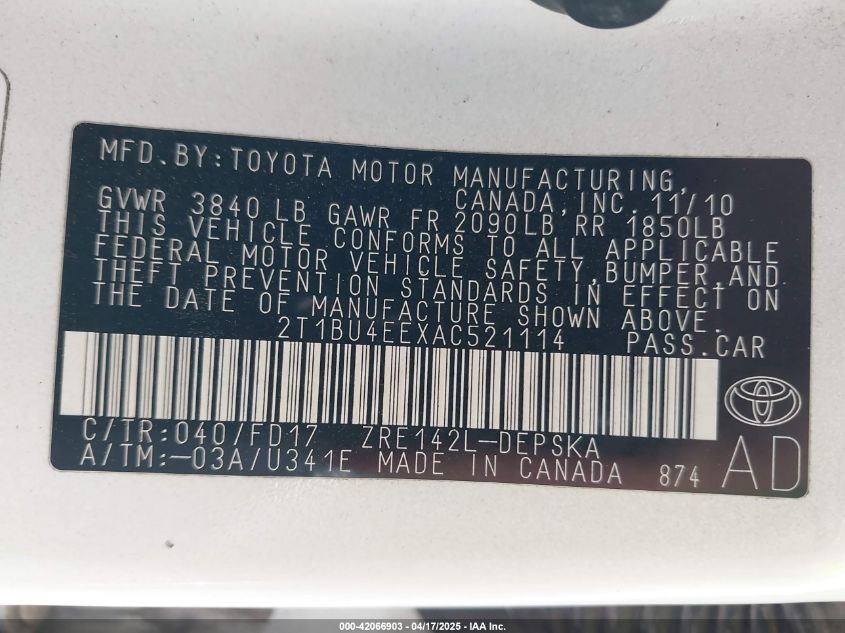 MFD.BY:TOYOTA MOTOR MANUFACTURING,
CANADA,INC. 11/10
GVWR 3840LB GAWR FR 2090LB RR 1850LB
THIS VEHICLE CONFORMS TO ALL APPLICABLE
FEDERAL MOTOR VEHICLE SAFETY,BUMPER,AND
THEFT PREVENTION STANDARDS IN EFFECT ON
THE DATE OF MANUFACTURE SHOWN ABOVE.
2T1BU4EEXAC521114 PASS.CAR
C/TR:040/FD17 ZRE142L-DEPSKA
A/TM:-03A/U341E MADE IN CANADA 874
AD
000-42066903 - 04/17/2025 - IAA Inc.